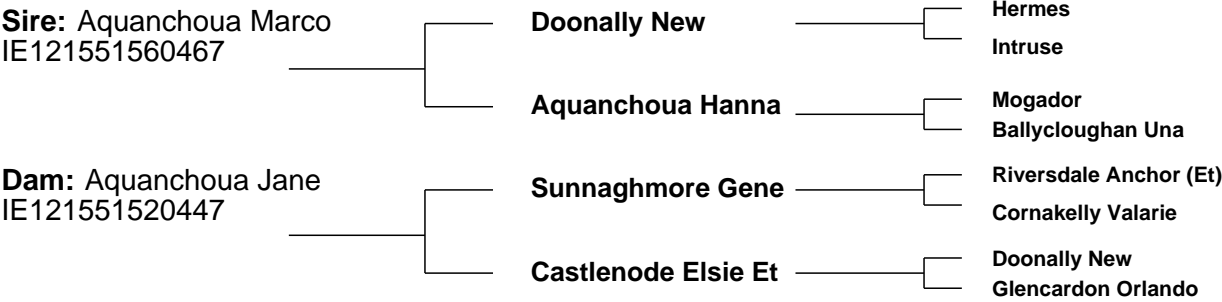 Sire: Aquanchoua Marco
IE121551560467
Doonally New
Hermes
Intruse
Aquanchoua Hanna
Mogador
Ballycloughan Una
Dam: Aquanchoua Jane
IE121551520447
Sunnaghmore Gene
Riversdale Anchor (Et)
Cornakelly Valarie
Castlenode Elsie Et
Doonally New
Glencardon Orlando